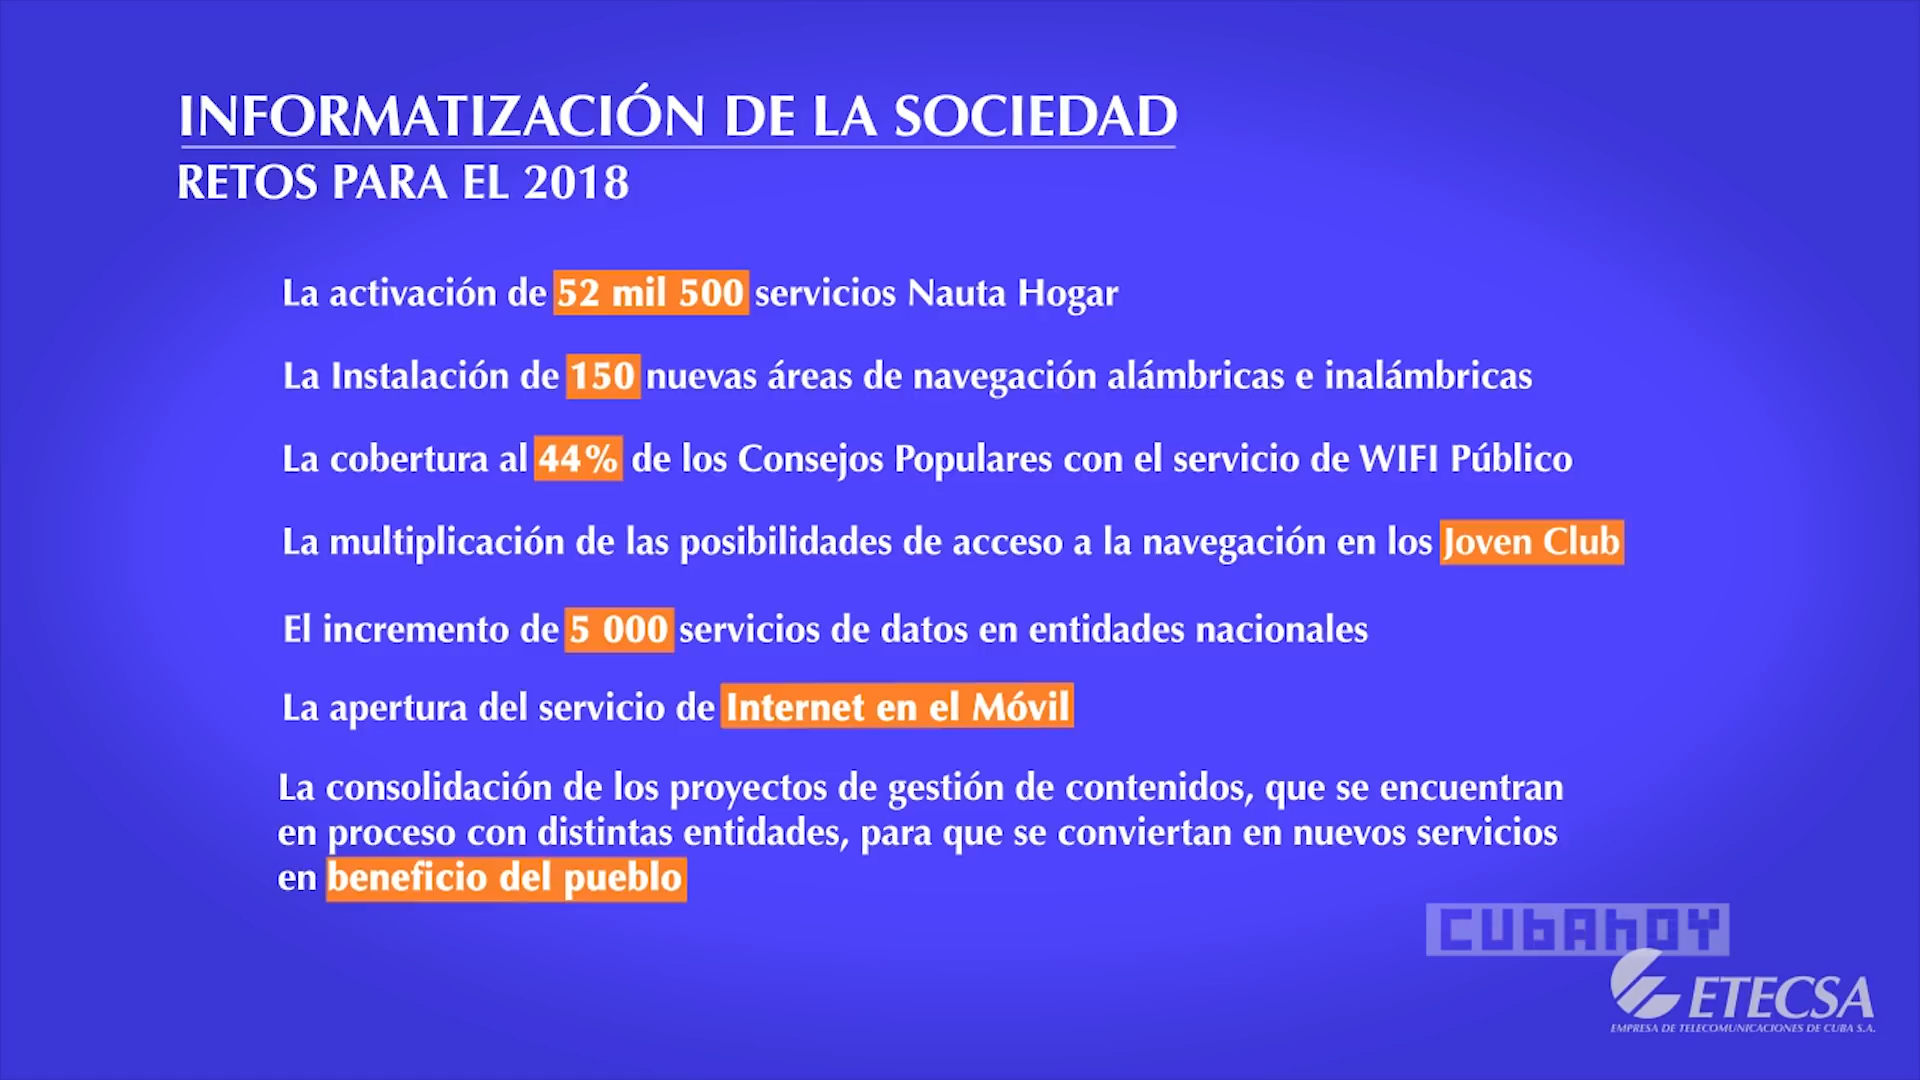 INFORMATIZACIÓN DE LA SOCIEDAD
RETOS PARA EL 2018
La activación de 52 mil 500 servicios Nauta Hogar
La Instalación de 150 nuevas áreas de navegación alámbricas e inalámbricas
La cobertura al 44% de los Consejos Populares con el servicio de WIFI Público
La multiplicación de las posibilidades de acceso a la navegación en los Joven Club
El incremento de 5 000 servicios de datos en entidades nacionales
La apertura del servicio de Internet en el Móvil
La consolidación de los proyectos de gestión de contenidos, que se encuentran
en proceso con distintas entidades, para que se conviertan en nuevos servicios
en beneficio del pueblo
CUbAhOY
ETECSA
EMPRESA DE TELECOMUNICACIONES DE CUBA S.A.